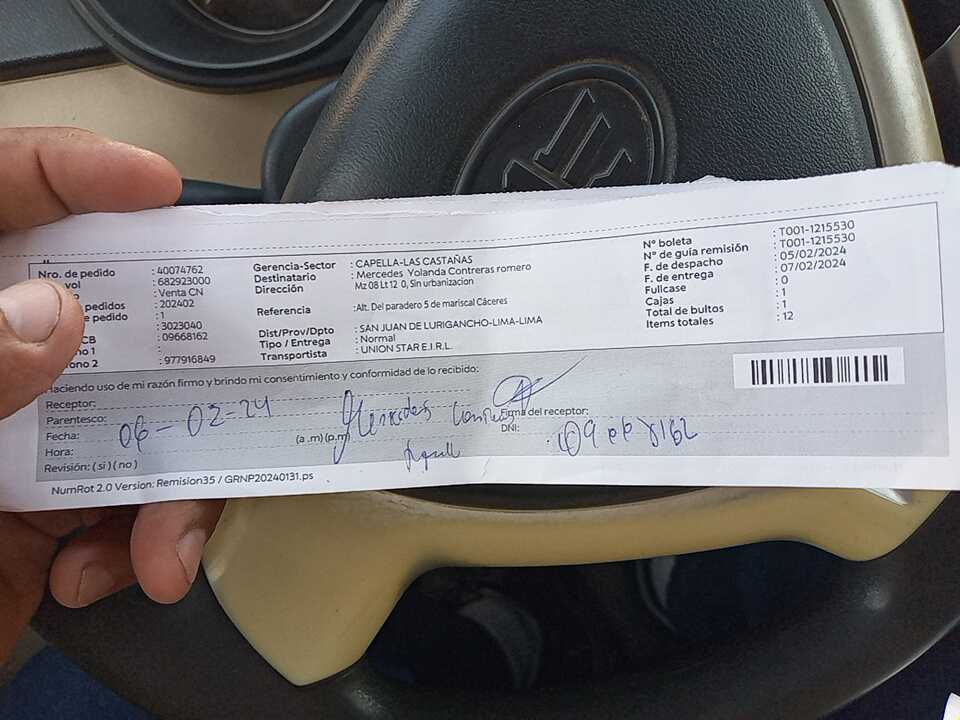 Nro. de pedido : 40074762
vol : 682923000
: Venta CN
pedidos : 202402
e pedido : 1
: 3023040
CB : 09668162
no 1 :
ono 2 : 977916849
Gerencia-Sector : CAPELLA-LAS CASTAÑAS
Destinatario : Mercedes Yolanda Contreras romero
Dirección Mz 08 Lt 12 0, Sin urbanizacion
Referencia :Alt. Del paradero 5 de mariscal Cáceres
Dist/Prov/Dpto : SAN JUAN DE LURIGANCHO-LIMA-LIMA
Tipo / Entrega : Normal
Transportista : UNION STAR E.I.R.L.
N° boleta : T001-1215530
N° de guía remisión : T001-1215530
F. de despacho : 05/02/2024
F. de entrega : 07/02/2024
Fullcase : 0
Cajas : 1
Total de bultos : 1
Items totales : 12
Haciendo uso de mi razón firmo y brindo mi consentimiento y conformidad de lo recibido:
Receptor:
Parentesco:
Fecha: 06-02-24
Hora: (a .m) (p.m)
Mercedes
Firma del receptor:
DNI:
Revisión: ( si ) ( no )
NumRot 2.0 Version: Remision35 / GRNP20240131.ps